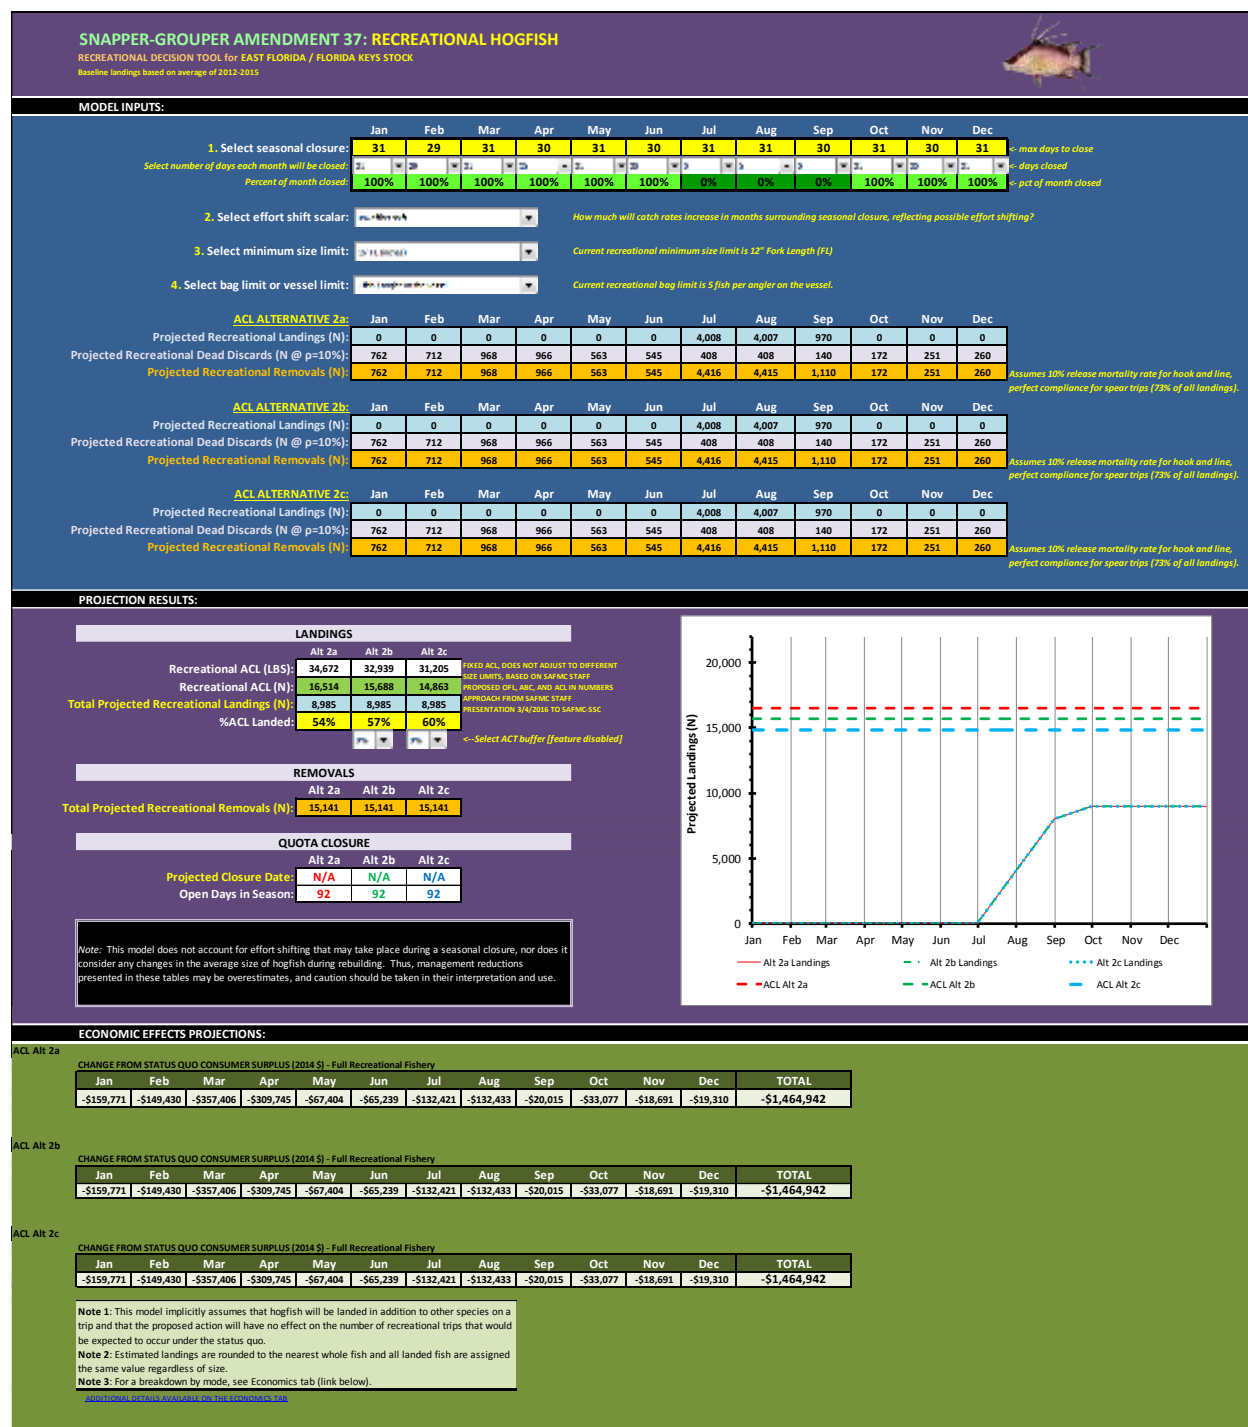 SNAPPER-GROUPER AMENDMENT 37: RECREATIONAL HOGFISH
RECREATIONAL DECISION TOOL for EAST FLORIDA / FLORIDA KEYS STOCK
Baseline landings based on average of 2012-2015
MODEL INPUTS:
Jan Feb Mar Apr May Jun Jul Aug Sep Oct Nov Dec
1. Select seasonal closure: 31 29 31 30 31 30 31 31 30 31 30 31 <- max days to close
Select number of days each month will be closed: <- days closed
Percent of month closed: 100% 100% 100% 100% 100% 100% 0% 0% 0% 100% 100% 100% <- pct of month closed
2. Select effort shift scalar: How much will catch rates increase in months surrounding seasonal closure, reflecting possible effort shifting?
3. Select minimum size limit: Current recreational minimum size limit is 12" Fork Length (FL)
4. Select bag limit or vessel limit: Current recreational bag limit is 5 fish per angler on the vessel.
ACL ALTERNATIVE 2a: Jan Feb Mar Apr May Jun Jul Aug Sep Oct Nov Dec
Projected Recreational Landings (N): 0 0 0 0 0 0 4,008 4,007 970 0 0 0
Projected Recreational Dead Discards (N @ ρ=10%): 762 712 968 966 563 545 408 408 140 172 251 260
Projected Recreational Removals (N): 762 712 968 966 563 545 4,416 4,415 1,110 172 251 260 Assumes 10% release mortality rate for hook and line,
perfect compliance for spear trips (73% of all landings).
ACL ALTERNATIVE 2b: Jan Feb Mar Apr May Jun Jul Aug Sep Oct Nov Dec
Projected Recreational Landings (N): 0 0 0 0 0 0 4,008 4,007 970 0 0 0
Projected Recreational Dead Discards (N @ ρ=10%): 762 712 968 966 563 545 408 408 140 172 251 260
Projected Recreational Removals (N): 762 712 968 966 563 545 4,416 4,415 1,110 172 251 260 Assumes 10% release mortality rate for hook and line,
perfect compliance for spear trips (73% of all landings).
ACL ALTERNATIVE 2c: Jan Feb Mar Apr May Jun Jul Aug Sep Oct Nov Dec
Projected Recreational Landings (N): 0 0 0 0 0 0 4,008 4,007 970 0 0 0
Projected Recreational Dead Discards (N @ ρ=10%): 762 712 968 966 563 545 408 408 140 172 251 260
Projected Recreational Removals (N): 762 712 968 966 563 545 4,416 4,415 1,110 172 251 260 Assumes 10% release mortality rate for hook and line,
perfect compliance for spear trips (73% of all landings).
PROJECTION RESULTS:
LANDINGS
Alt 2a Alt 2b Alt 2c
Recreational ACL (LBS): 34,672 32,939 31,205
Recreational ACL (N): 16,514 15,688 14,863
Total Projected Recreational Landings (N): 8,985 8,985 8,985
%ACL Landed: 54% 57% 60%
FIXED ACL, DOES NOT ADJUST TO DIFFERENT
SIZE LIMITS, BASED ON SAFMC STAFF
PROPOSED OFL, ABC, AND ACL IN NUMBERS
APPROACH FROM SAFMC STAFF
PRESENTATION 3/4/2016 TO SAFMC-SSC
<--Select ACT buffer [feature disabled]
REMOVALS
Alt 2a Alt 2b Alt 2c
Total Projected Recreational Removals (N): 15,141 15,141 15,141
QUOTA CLOSURE
Alt 2a Alt 2b Alt 2c
Projected Closure Date: N/A N/A N/A
Open Days in Season: 92 92 92
Note: This model does not account for effort shifting that may take place during a seasonal closure, nor does it
consider any changes in the average size of hogfish during rebuilding. Thus, management reductions
presented in these tables may be overestimates, and caution should be taken in their interpretation and use.
Projected Landings (N)
20,000
15,000
10,000
5,000
0
Jan Feb Mar Apr May Jun Jul Aug Sep Oct Nov Dec
Alt 2a Landings Alt 2b Landings Alt 2c Landings
ACL Alt 2a ACL Alt 2b ACL Alt 2c
ECONOMIC EFFECTS PROJECTIONS:
ACL Alt 2a
CHANGE FROM STATUS QUO CONSUMER SURPLUS (2014 $) - Full Recreational Fishery
Jan Feb Mar Apr May Jun Jul Aug Sep Oct Nov Dec TOTAL
-$159,771 -$149,430 -$357,406 -$309,745 -$67,404 -$65,239 -$132,421 -$132,433 -$20,015 -$33,077 -$18,691 -$19,310 -$1,464,942
ACL Alt 2b
CHANGE FROM STATUS QUO CONSUMER SURPLUS (2014 $) - Full Recreational Fishery
Jan Feb Mar Apr May Jun Jul Aug Sep Oct Nov Dec TOTAL
-$159,771 -$149,430 -$357,406 -$309,745 -$67,404 -$65,239 -$132,421 -$132,433 -$20,015 -$33,077 -$18,691 -$19,310 -$1,464,942
ACL Alt 2c
CHANGE FROM STATUS QUO CONSUMER SURPLUS (2014 $) - Full Recreational Fishery
Jan Feb Mar Apr May Jun Jul Aug Sep Oct Nov Dec TOTAL
-$159,771 -$149,430 -$357,406 -$309,745 -$67,404 -$65,239 -$132,421 -$132,433 -$20,015 -$33,077 -$18,691 -$19,310 -$1,464,942
Note 1: This model implicitly assumes that hogfish will be landed in addition to other species on a
trip and that the proposed action will have no effect on the number of recreational trips that would
be expected to occur under the status quo.
Note 2: Estimated landings are rounded to the nearest whole fish and all landed fish are assigned
the same value regardless of size.
Note 3: For a breakdown by mode, see Economics tab (link below).
ADDITIONAL DETAILS AVAILABLE ON THE ECONOMICS TAB